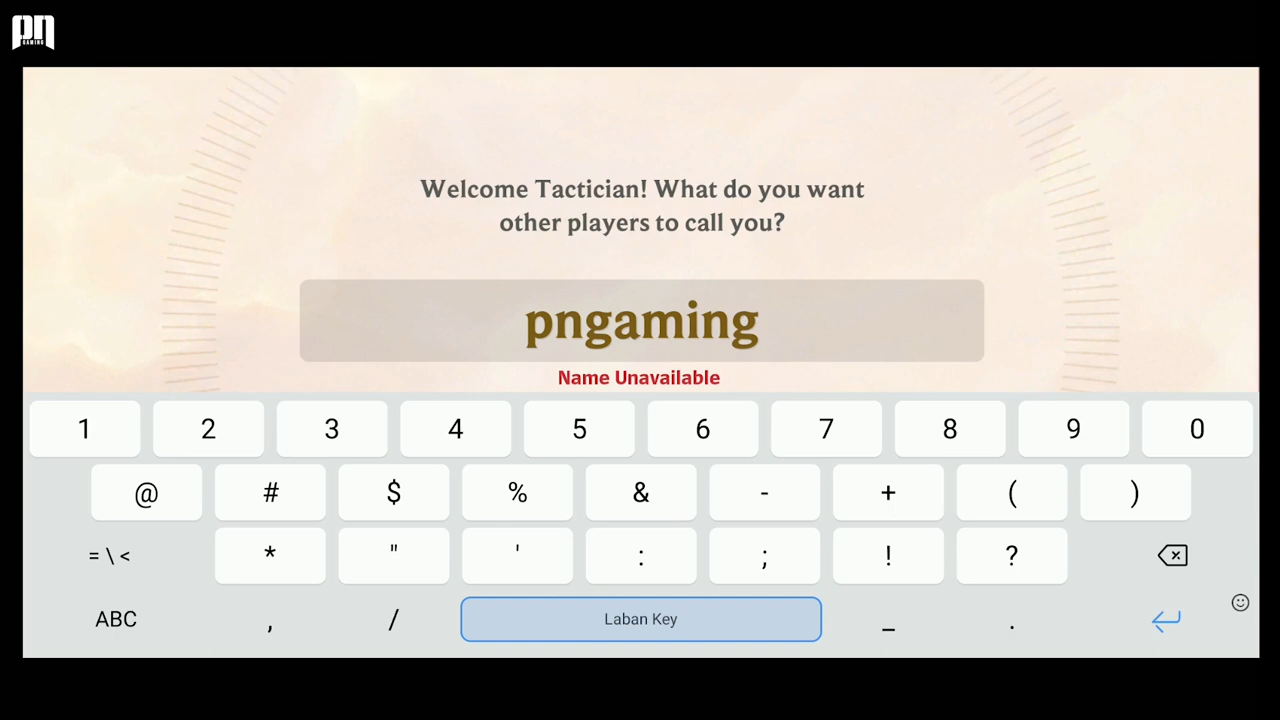 pn
GAMING
Welcome Tactician! What do you want
other players to call you?
pngaming
Name Unavailable
1 2 3 4 5 6 7 8 9 0
@ # $ % & - + ( )
= \ < * " ' : ; ! ?
ABC , / Laban Key _ .